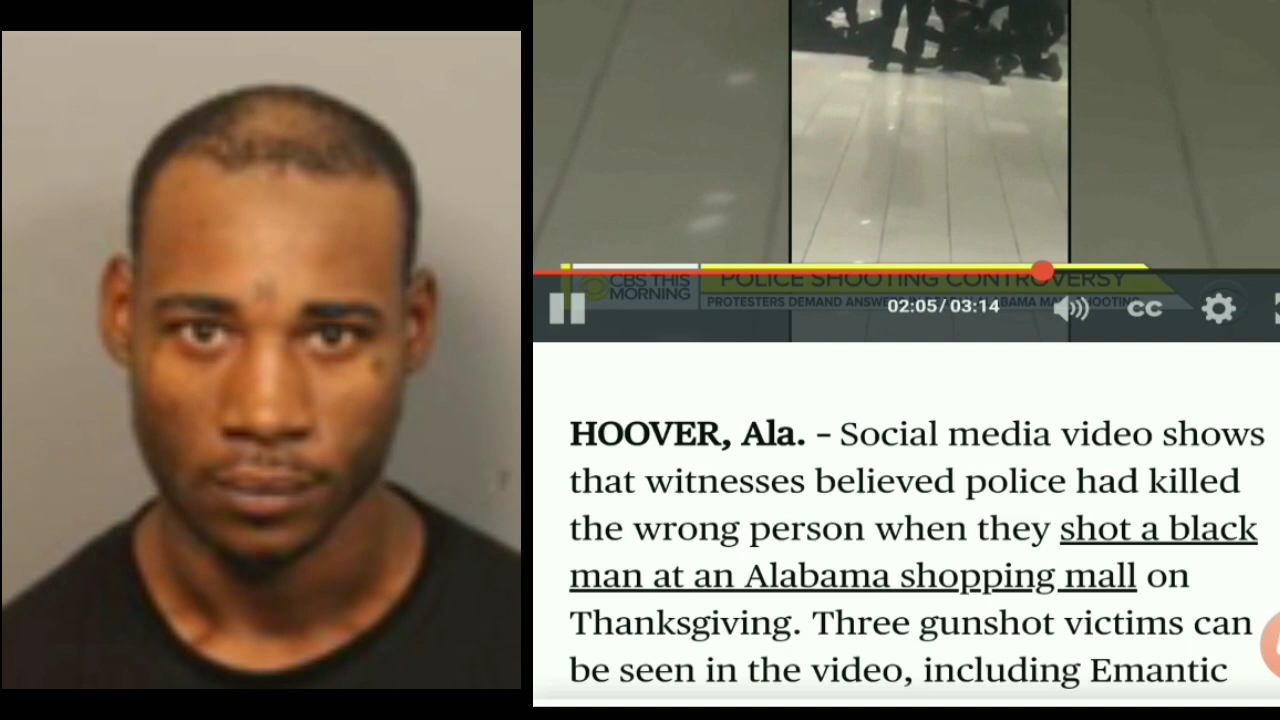 CBS THIS
MORNING
POLICE SHOOTING CONTROVERSY
PROTESTERS DEMAND
02:05/03:14
CC
HOOVER, Ala. – Social media video shows
that witnesses believed police had killed
the wrong person when they shot a black
man at an Alabama shopping mall on
Thanksgiving. Three gunshot victims can
be seen in the video, including Emantic